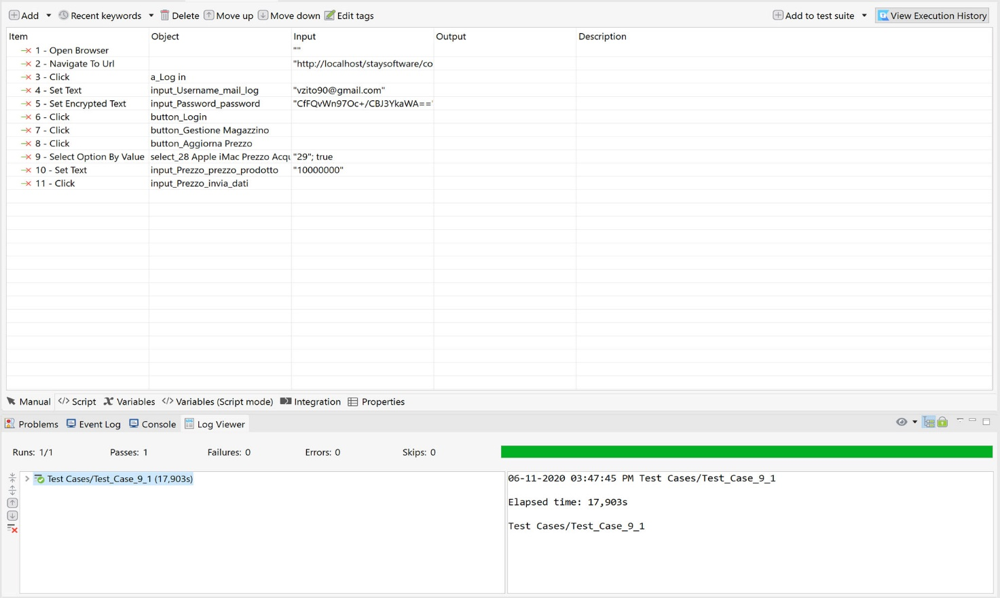 Add Recent keywords Delete Move up Move down Edit tags Add to test suite View Execution History
Item Object Input Output Description
1 - Open Browser ""
2 - Navigate To Url "http://localhost/staysoftware/co
3 - Click a_Log in
4 - Set Text input_Username_mail_log "vzito90@gmail.com"
5 - Set Encrypted Text input_Password_password "CfFQvWn97Oc+/CBJ3YkaWA=="
6 - Click button_Login
7 - Click button_Gestione Magazzino
8 - Click button_Aggiorna Prezzo
9 - Select Option By Value select_28 Apple iMac Prezzo Acqu "29"; true
10 - Set Text input_Prezzo_prezzo_prodotto "10000000"
11 - Click input_Prezzo_invia_dati
Manual Script Variables Variables (Script mode) Integration Properties
Problems Event Log Console Log Viewer
Runs: 1/1 Passes: 1 Failures: 0 Errors: 0 Skips: 0
Test Cases/Test_Case_9_1 (17,903s)
06-11-2020 03:47:45 PM Test Cases/Test_Case_9_1
Elapsed time: 17,903s
Test Cases/Test_Case_9_1